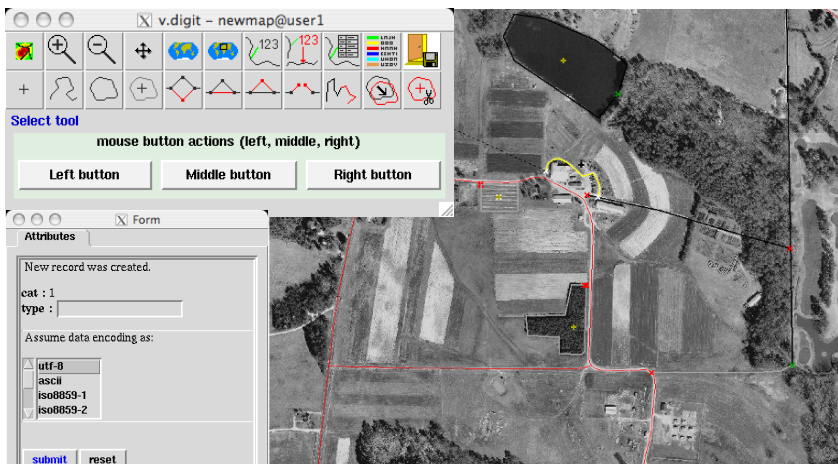 v.digit – newmap@user1
123
123
Select tool
mouse button actions (left, middle, right)
Left button
Middle button
Right button
Form
Attributes
New record was created.
cat : 1
type :
Assume data encoding as:
utf-8
ascii
iso8859-1
iso8859-2
submit
reset